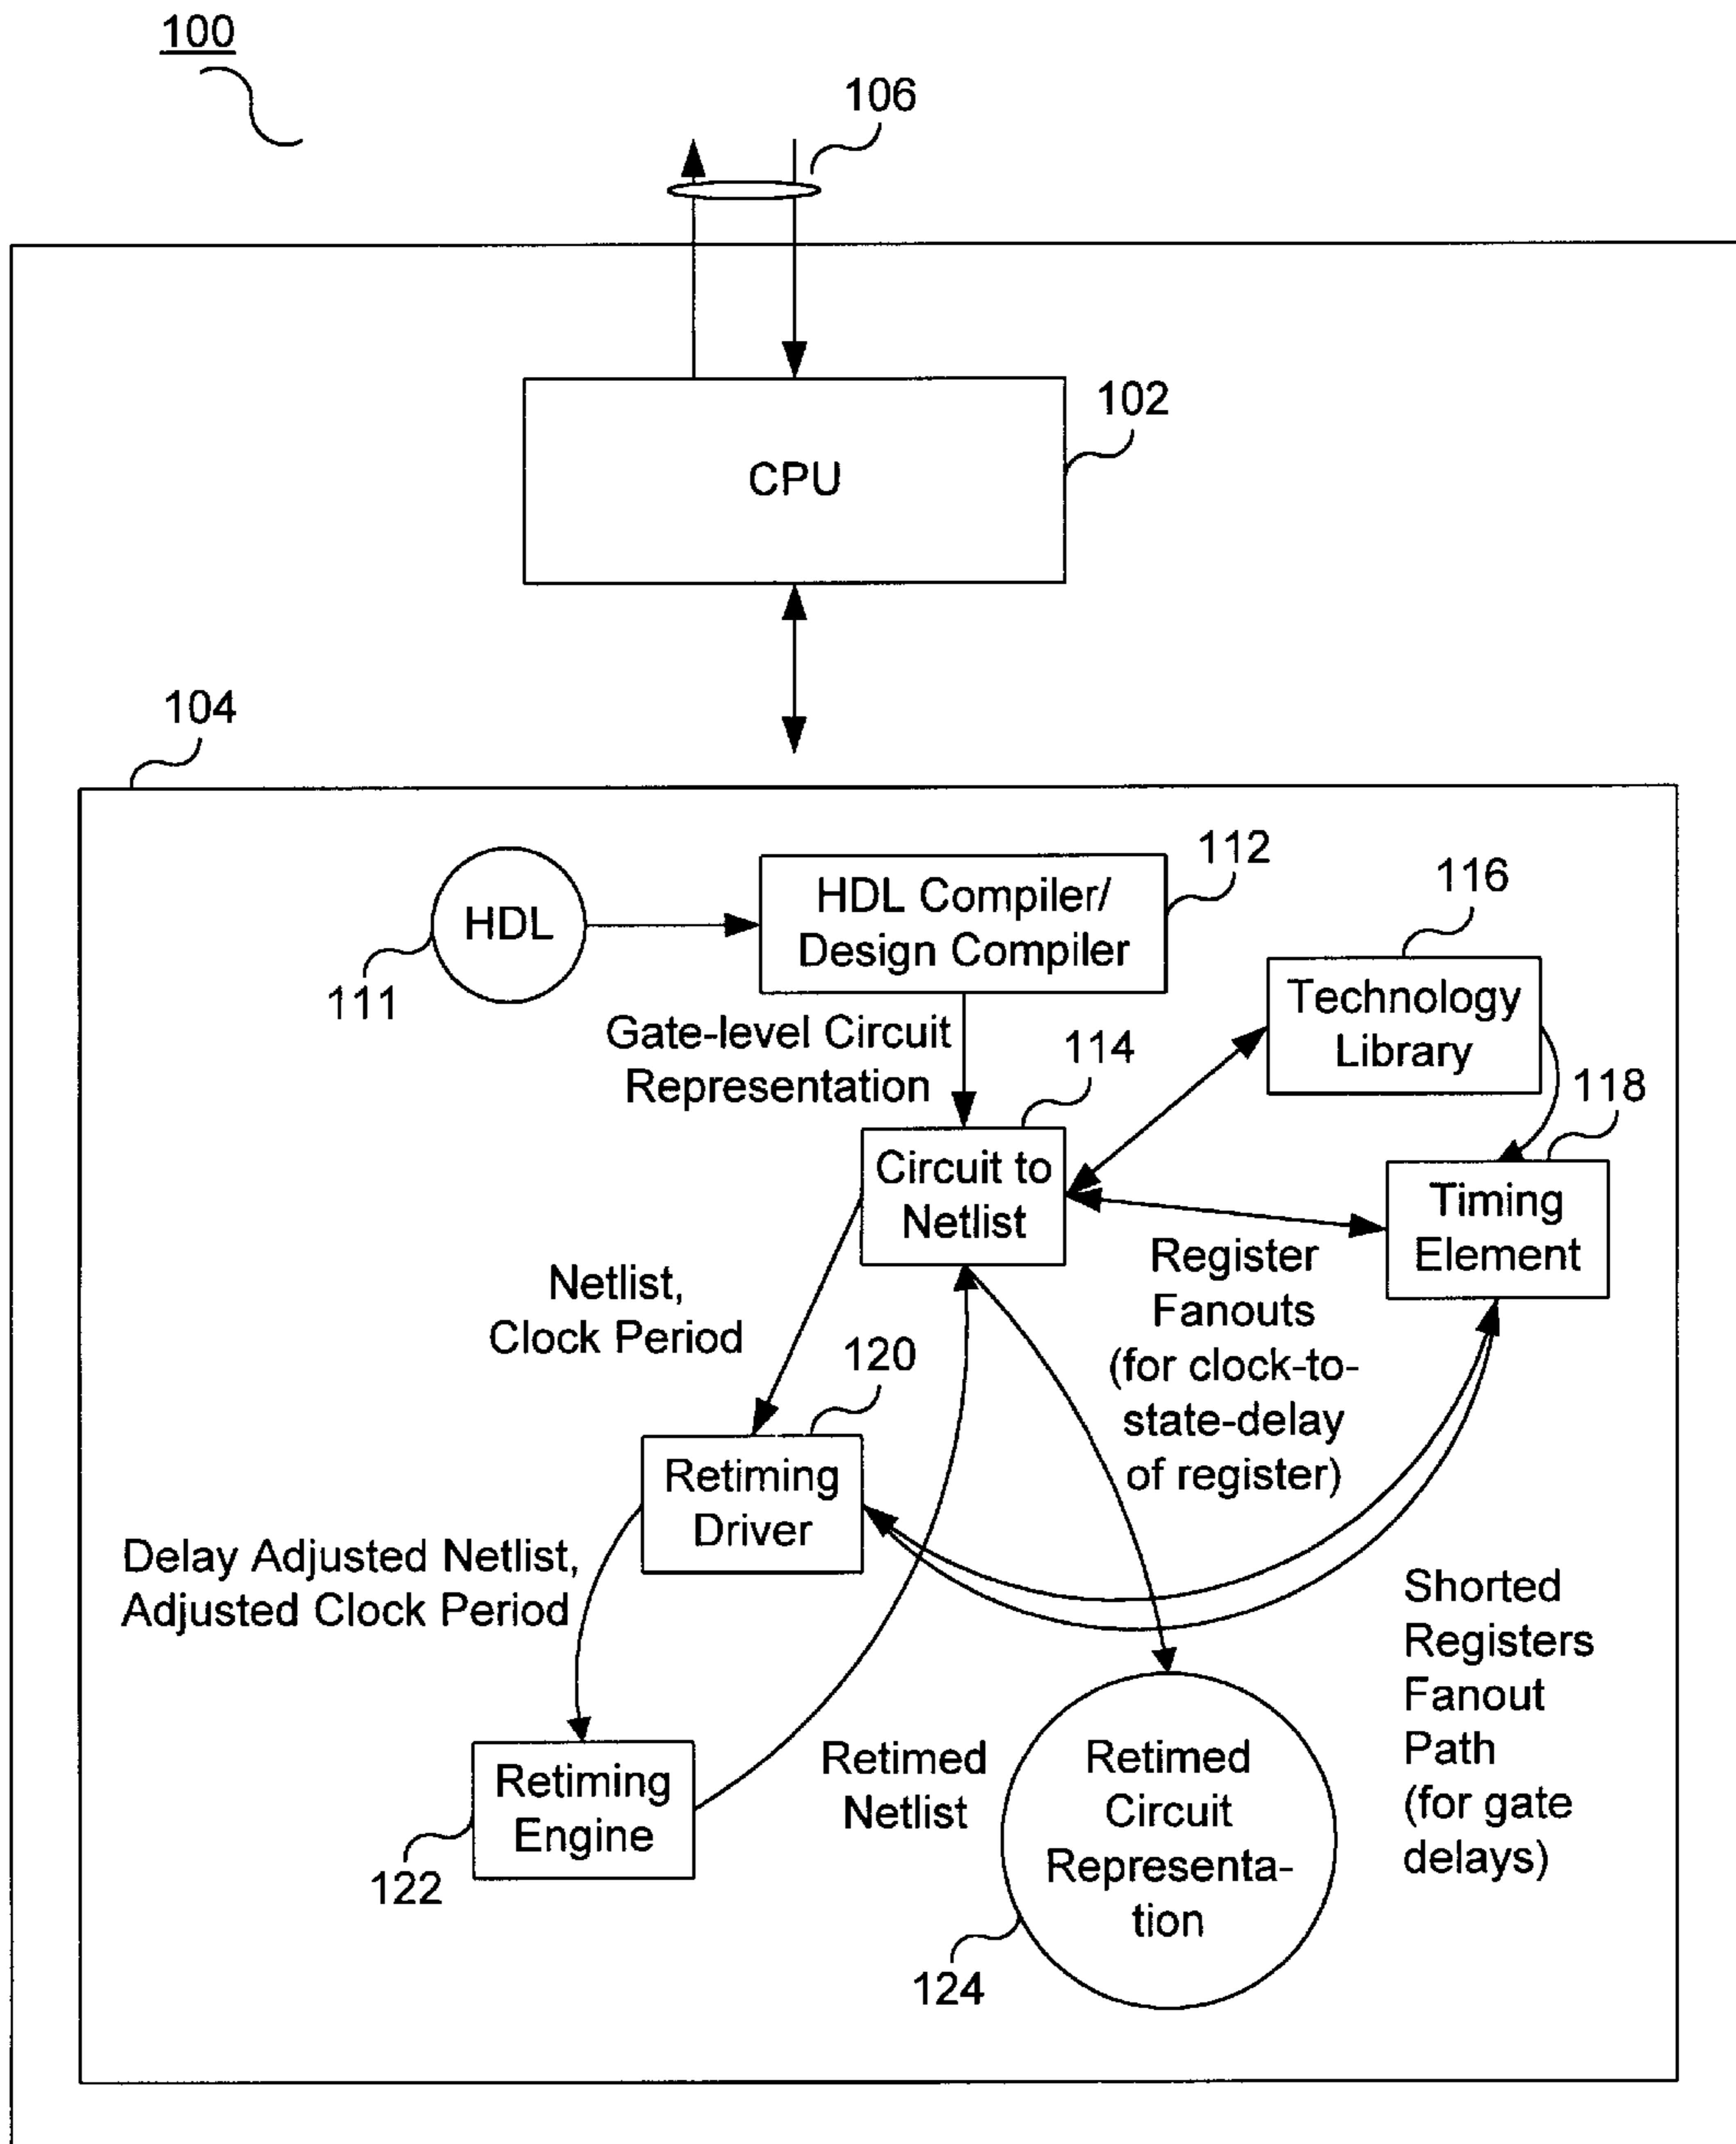 100
106
102
CPU
104
HDL
111
HDL Compiler/
Design Compiler
112
116
Technology
Library
Gate-level Circuit
Representation
114
118
Circuit to
Netlist
Timing
Element
Netlist,
Clock Period
Register
Fanouts
(for clock-to-
state-delay
of register)
120
Retiming
Driver
Delay Adjusted Netlist,
Adjusted Clock Period
Shorted
Registers
Fanout
Path
(for gate
delays)
Retiming
Engine
122
Retimed
Netlist
Retimed
Circuit
Representa-
tion
124